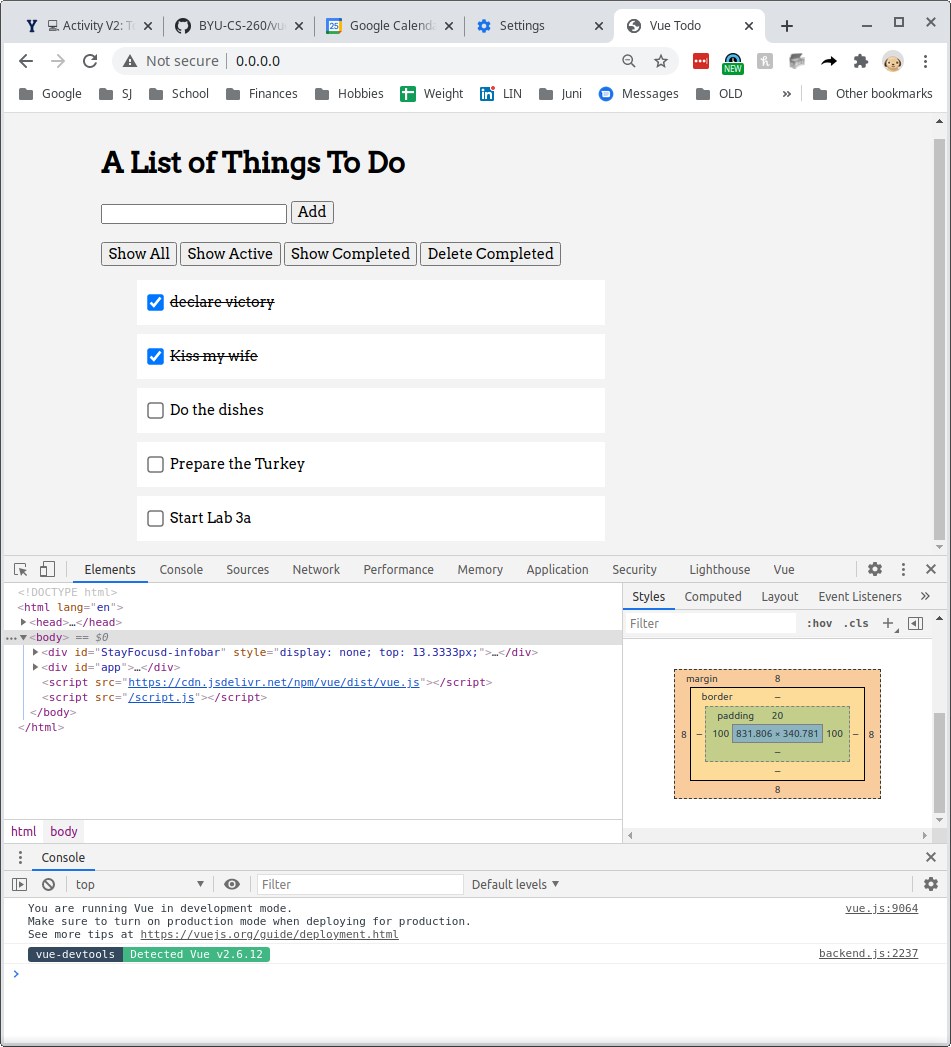 Activity V2: To
BYU-CS-260/vue
Google Calenda
Settings
Vue Todo
Not secure
0.0.0.0
NEW
Google
SJ
School
Finances
Hobbies
Weight
LIN
Juni
Messages
OLD
»
Other bookmarks
A List of Things To Do
Add
Show All
Show Active
Show Completed
Delete Completed
declare victory
Kiss my wife
Do the dishes
Prepare the Turkey
Start Lab 3a
Elements
Console
Sources
Network
Performance
Memory
Application
Security
Lighthouse
Vue
<!DOCTYPE html>
<html lang="en">
<head>…</head>
<body> == $0
<div id="StayFocusd-infobar" style="display: none; top: 13.3333px;">…</div>
<div id="app">…</div>
<script src="https://cdn.jsdelivr.net/npm/vue/dist/vue.js"></script>
<script src="/script.js"></script>
</body>
</html>
html
body
Styles
Computed
Layout
Event Listeners
»
Filter
:hov
.cls
+
margin
8
border
–
padding
20
8
–
100
831.806 × 340.781
100
–
8
–
–
8
Console
top
Filter
Default levels
You are running Vue in development mode.
vue.js:9064
Make sure to turn on production mode when deploying for production.
See more tips at https://vuejs.org/guide/deployment.html
vue-devtools
Detected Vue v2.6.12
backend.js:2237